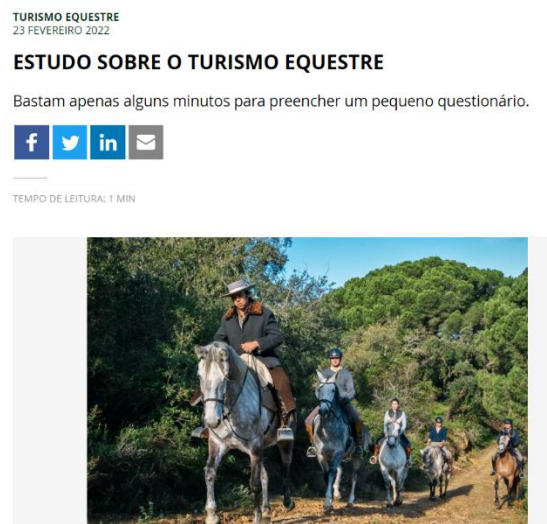 TURISMO EQUESTRE
23 FEVEREIRO 2022
ESTUDO SOBRE O TURISMO EQUESTRE
Bastam apenas alguns minutos para preencher um pequeno questionário.
f in
TEMPO DE LEITURA: 1 MIN